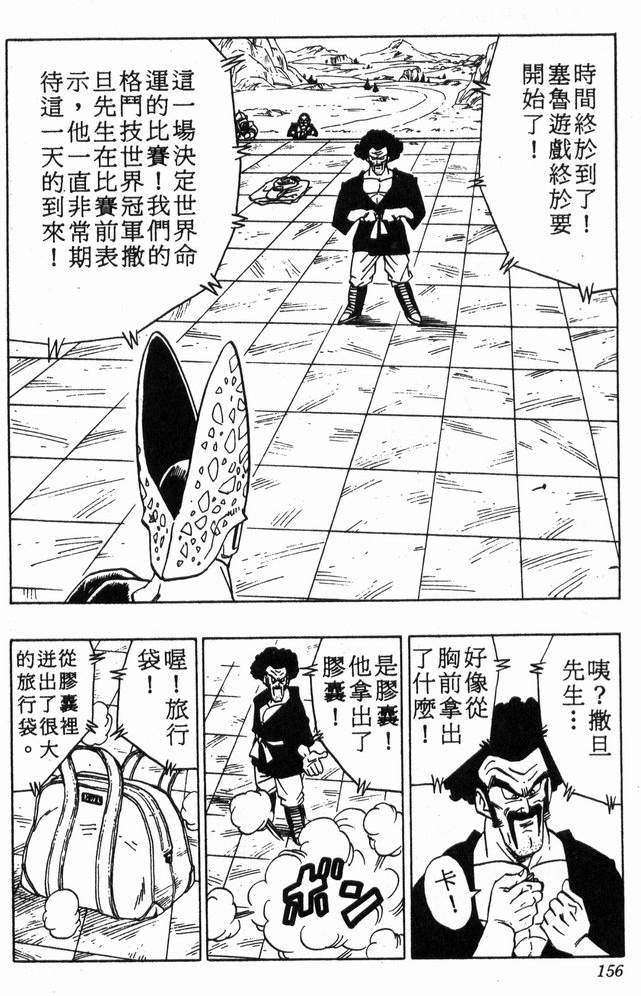 時間終於到了！
塞魯遊戲終於要
開始了！
這一場決定世界命
運的比賽！我們的
格鬥技世界冠軍撒
旦先生在比賽前表
示，他一直非常期
待這一天的到來！
咦？撒旦
先生…
好像從
胸前拿出
了什麼！
卡！
是膠囊！
他拿出了
膠囊！
ボン
喔！旅行
袋！
從膠囊裡
迸出了很大
的旅行袋。
156